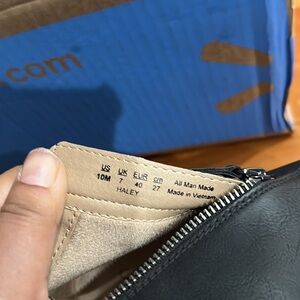 .com
US UK EUR cm
10M 7 40 27
HALEY
All Man Made
Made in Vietnam